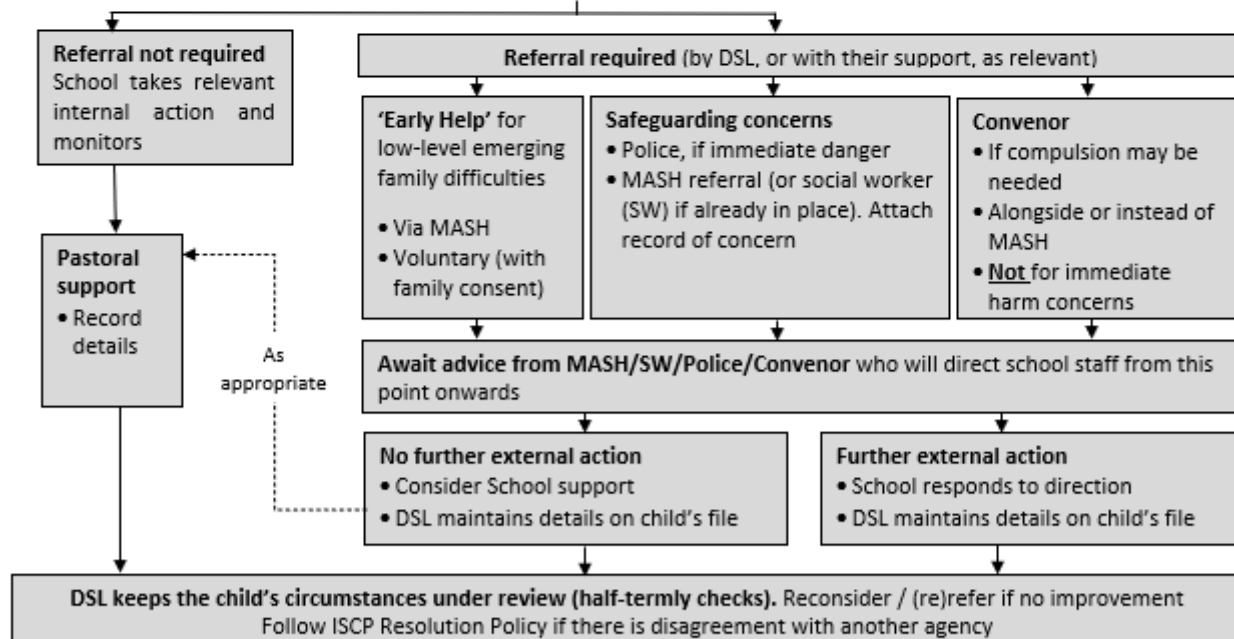 Referral not required
School takes relevant
internal action and
monitors
Referral required (by DSL, or with their support, as relevant)
'Early Help' for
low-level emerging
family difficulties
• Via MASH
• Voluntary (with
family consent)
Safeguarding concerns
• Police, if immediate danger
• MASH referral (or social worker
(SW) if already in place). Attach
record of concern
Convenor
• If compulsion may be
needed
• Alongside or instead of
MASH
• Not for immediate
harm concerns
Pastoral
support
• Record
details
As
appropriate
Await advice from MASH/SW/Police/Convenor who will direct school staff from this
point onwards
No further external action
• Consider School support
• DSL maintains details on child's file
Further external action
• School responds to direction
• DSL maintains details on child's file
DSL keeps the child's circumstances under review (half-termly checks). Reconsider / (re)refer if no improvement
Follow ISCP Resolution Policy if there is disagreement with another agency